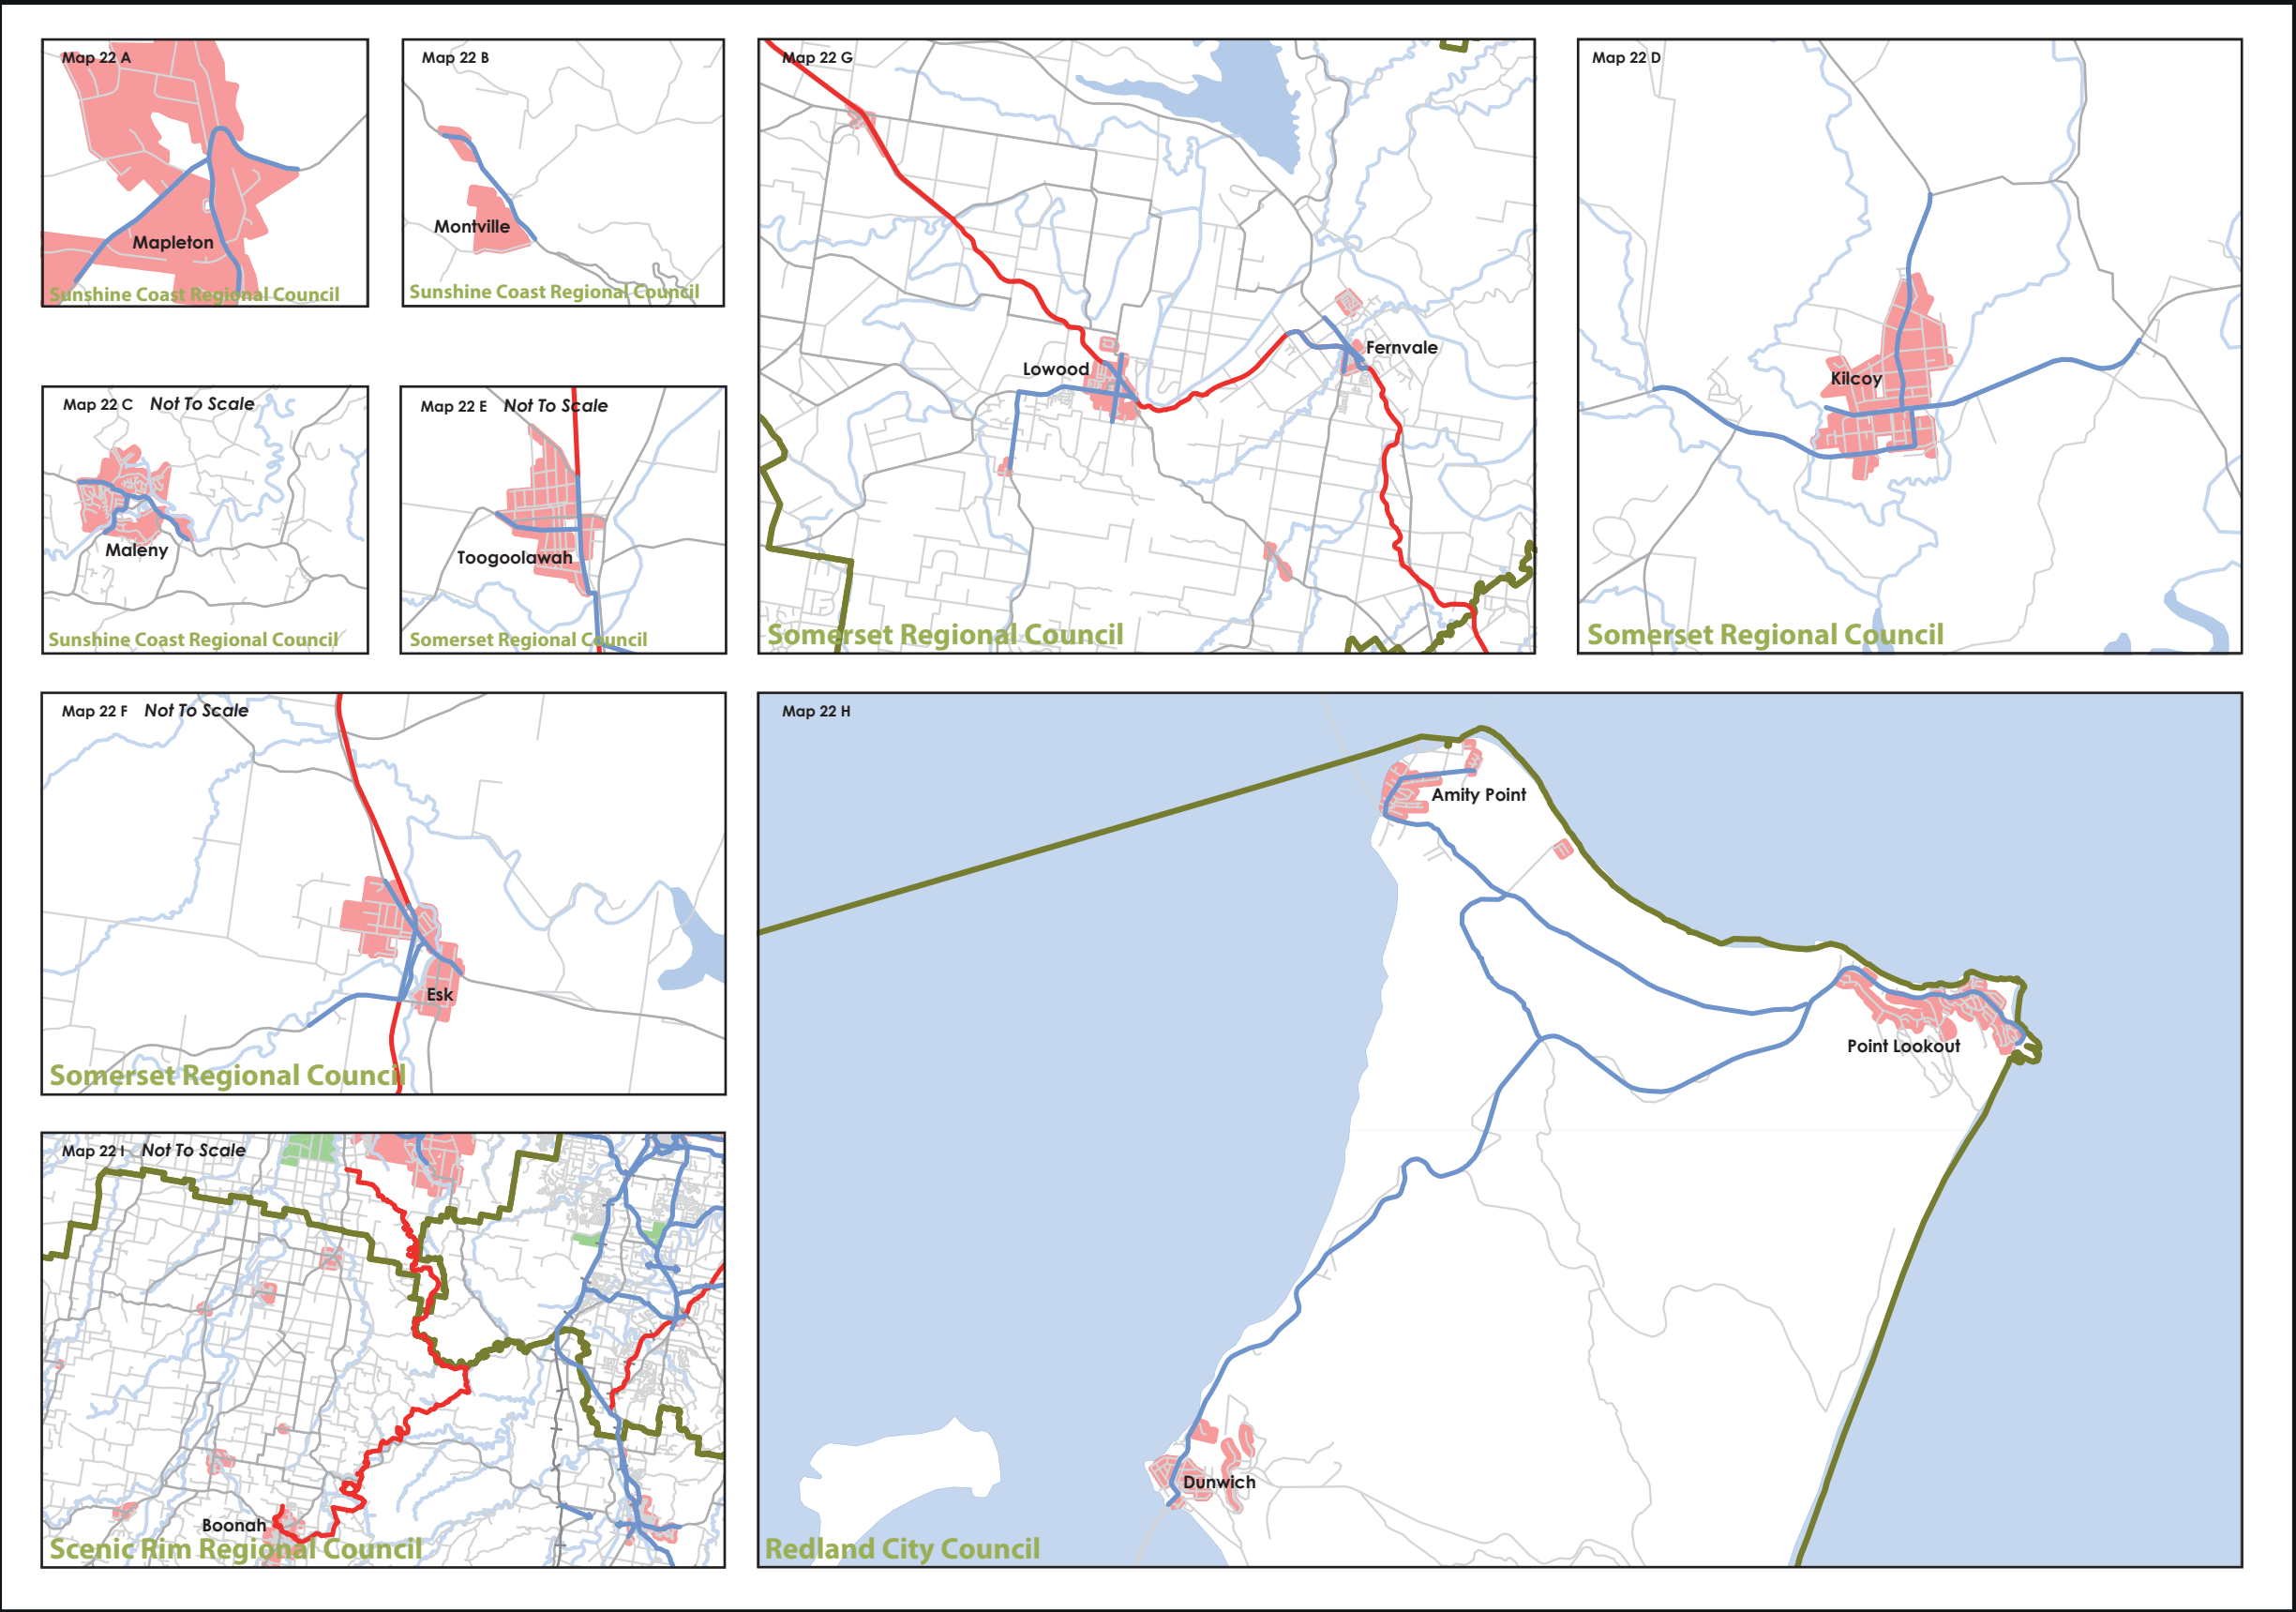 Map 22 A
Mapleton
Sunshine Coast Regional Council
Map 22 B
Montville
Sunshine Coast Regional Council
Map 22 G
Lowood
Fernvale
Somerset Regional Council
Map 22 D
Kilcoy
Somerset Regional Council
Map 22 C Not To Scale
Maleny
Sunshine Coast Regional Council
Map 22 E Not To Scale
Toogoolawah
Somerset Regional Council
Map 22 F Not To Scale
Esk
Somerset Regional Council
Map 22 H
Amity Point
Point Lookout
Dunwich
Redland City Council
Map 22 I Not To Scale
Boonah
Scenic Rim Regional Council